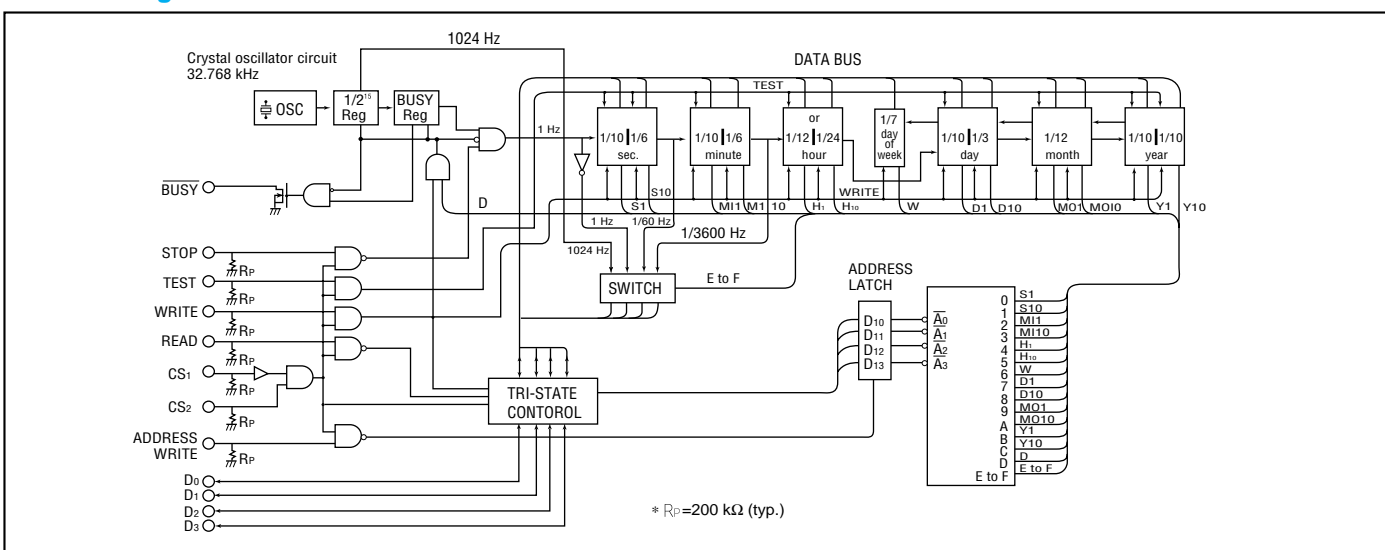 1024 Hz
Crystal oscillator circuit
32.768 kHz
DATA BUS
TEST
OSC
1/2¹⁵
Reg
BUSY
Reg
1 Hz
1/10 1/6
sec.
1/10 1/6
minute
or
1/12 1/24
hour
1/7
day
of
week
1/10 1/3
day
1/12
month
1/10 1/10
year
BUSY
D
S10
WRITE
S1
MI1
M1 10
H1
H10
W
D1
D10
MO1
MOI0
Y1
Y10
1 Hz
1/60 Hz
1/3600 Hz
1024 Hz
STOP
RP
TEST
RP
WRITE
RP
READ
RP
CS1
RP
CS2
RP
ADDRESS
WRITE
RP
SWITCH
E to F
ADDRESS
LATCH
D10
D11
D12
D13
A0
A1
A2
A3
0 S1
1 S10
2 MI1
3 MI10
4 H1
5 H10
6 W
7 D1
8 D10
9 MO1
A MO10
B Y1
C Y10
D D
E to F E to F
TRI-STATE
CONTOROL
D0
D1
D2
D3
* RP=200 kΩ (typ.)